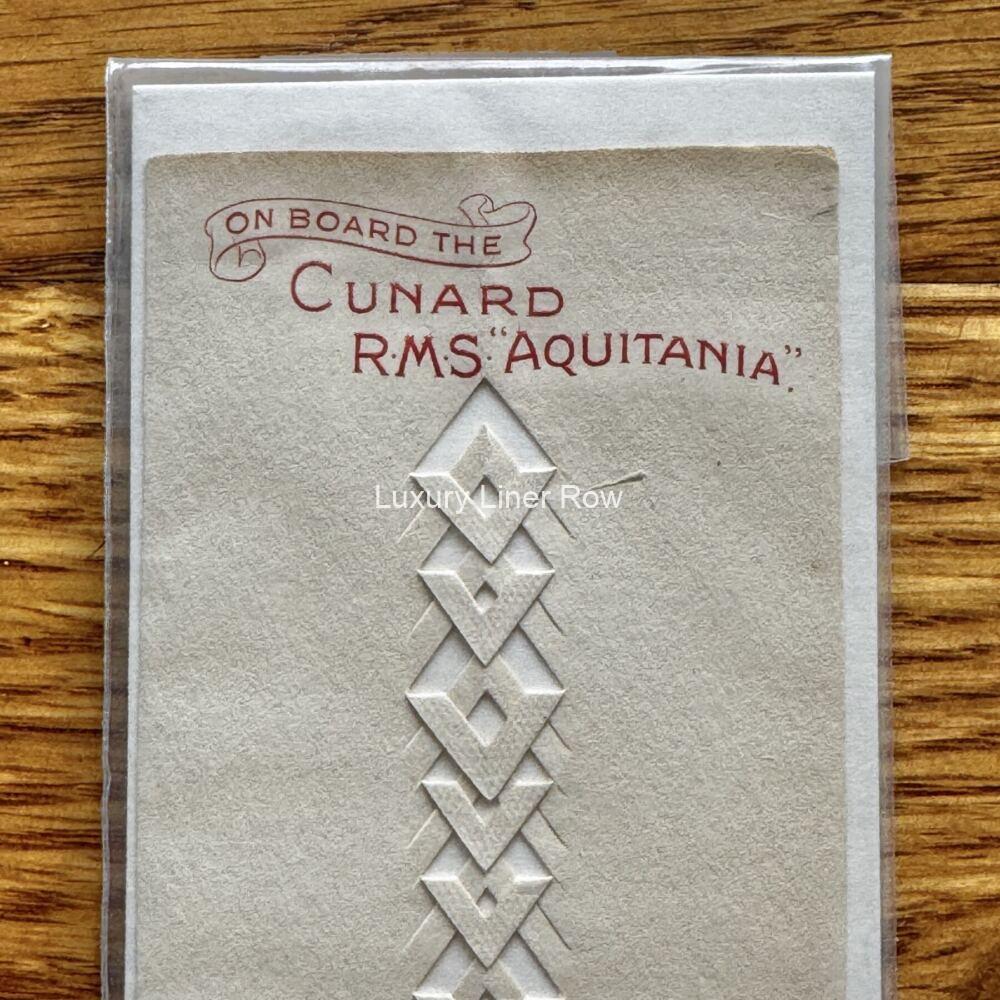 ON BOARD THE
CUNARD
R·M·S·"AQUITANIA".
Luxury Liner Row